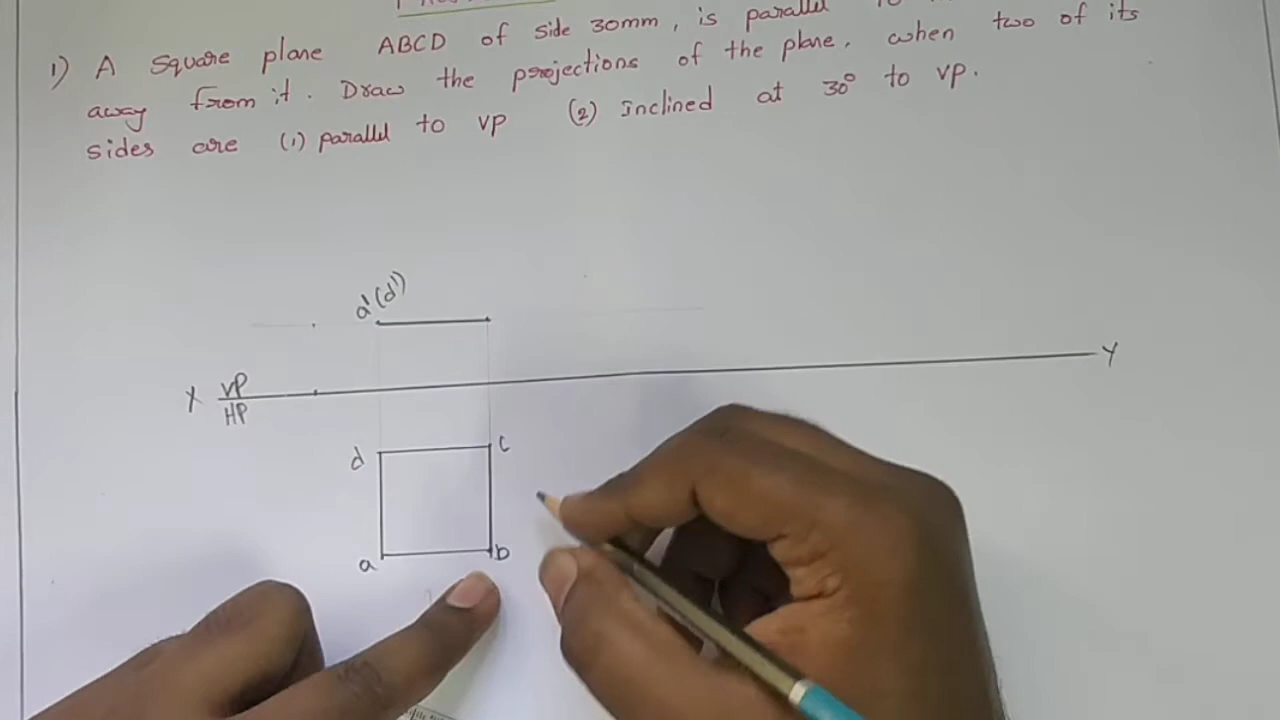 1) A square plane ABCD of side 30mm, is parallel
away from it. Draw the projections of the plane, when two of its
sides are (1) parallel to VP (2) Inclined at 30° to VP.
a'(d')
X VP Y
HP
d c
a b